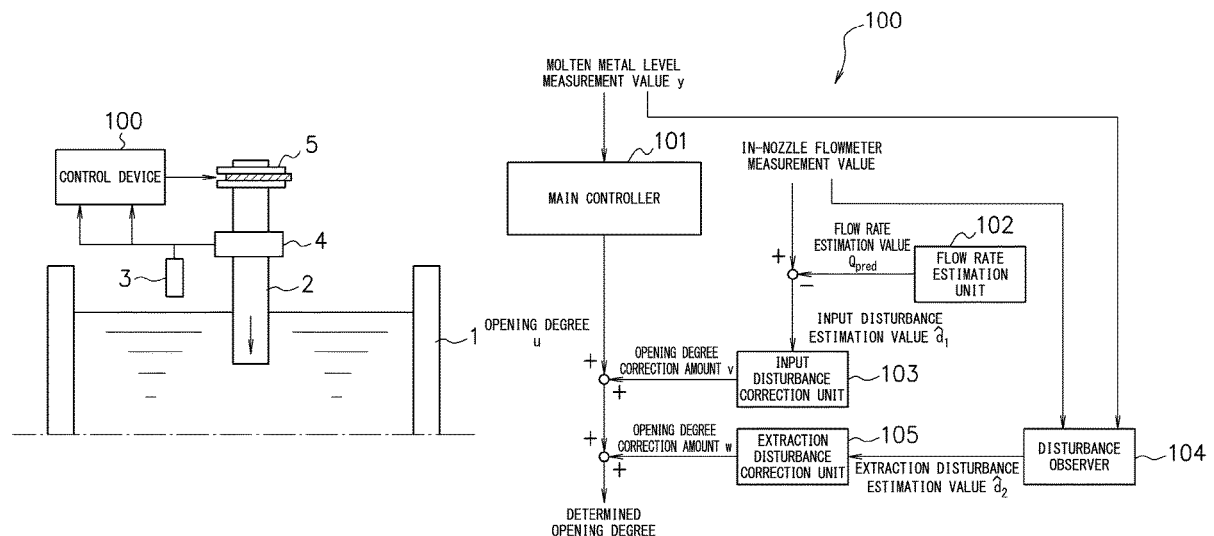 100
MOLTEN METAL LEVEL
MEASUREMENT VALUE y
100
CONTROL DEVICE
5
4
3
2
1
101
MAIN CONTROLLER
IN-NOZZLE FLOWMETER
MEASUREMENT VALUE
FLOW RATE
ESTIMATION VALUE
Qpred
102
FLOW RATE
ESTIMATION
UNIT
+
−
INPUT DISTURBANCE
ESTIMATION VALUE d̂1
OPENING DEGREE
u
OPENING DEGREE
CORRECTION AMOUNT v
INPUT
DISTURBANCE
CORRECTION UNIT
103
+
+
OPENING DEGREE
CORRECTION AMOUNT w
EXTRACTION
DISTURBANCE
CORRECTION UNIT
105
EXTRACTION DISTURBANCE
ESTIMATION VALUE d̂2
DISTURBANCE
OBSERVER
104
+
+
DETERMINED
OPENING DEGREE